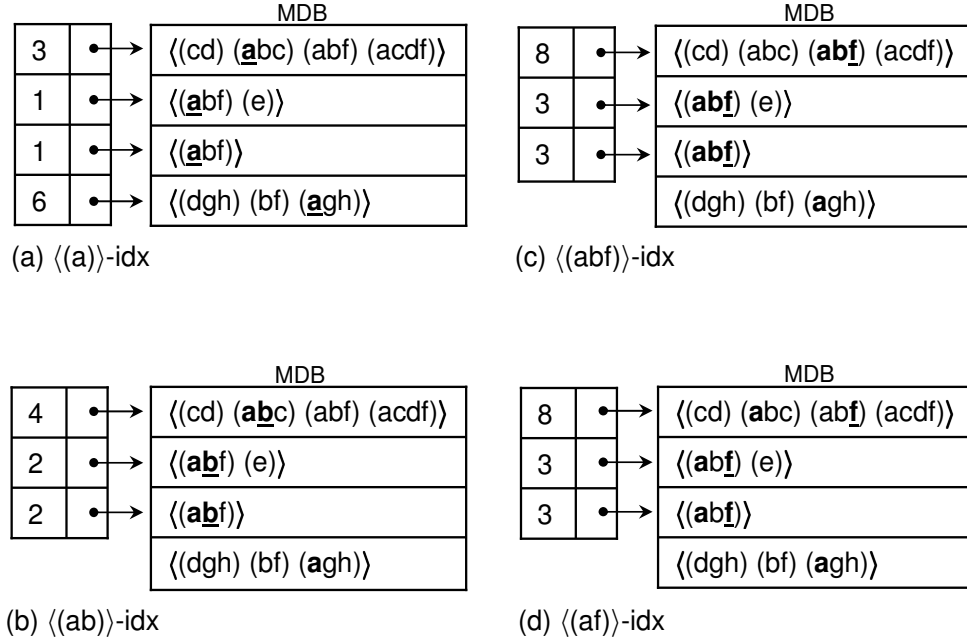 MDB
3 ⟨(cd) (abc) (abf) (acdf)⟩
1 ⟨(abf) (e)⟩
1 ⟨(abf)⟩
6 ⟨(dgh) (bf) (agh)⟩
(a) ⟨(a)⟩-idx
MDB
8 ⟨(cd) (abc) (abf) (acdf)⟩
3 ⟨(abf) (e)⟩
3 ⟨(abf)⟩
⟨(dgh) (bf) (agh)⟩
(c) ⟨(abf)⟩-idx
MDB
4 ⟨(cd) (abc) (abf) (acdf)⟩
2 ⟨(abf) (e)⟩
2 ⟨(abf)⟩
⟨(dgh) (bf) (agh)⟩
(b) ⟨(ab)⟩-idx
MDB
8 ⟨(cd) (abc) (abf) (acdf)⟩
3 ⟨(abf) (e)⟩
3 ⟨(abf)⟩
⟨(dgh) (bf) (agh)⟩
(d) ⟨(af)⟩-idx